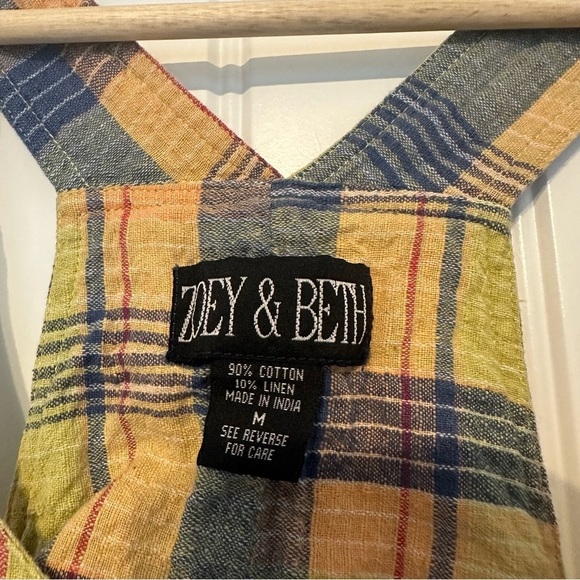 ZOEY & BETH
90% COTTON
10% LINEN
MADE IN INDIA
M
SEE REVERSE
FOR CARE